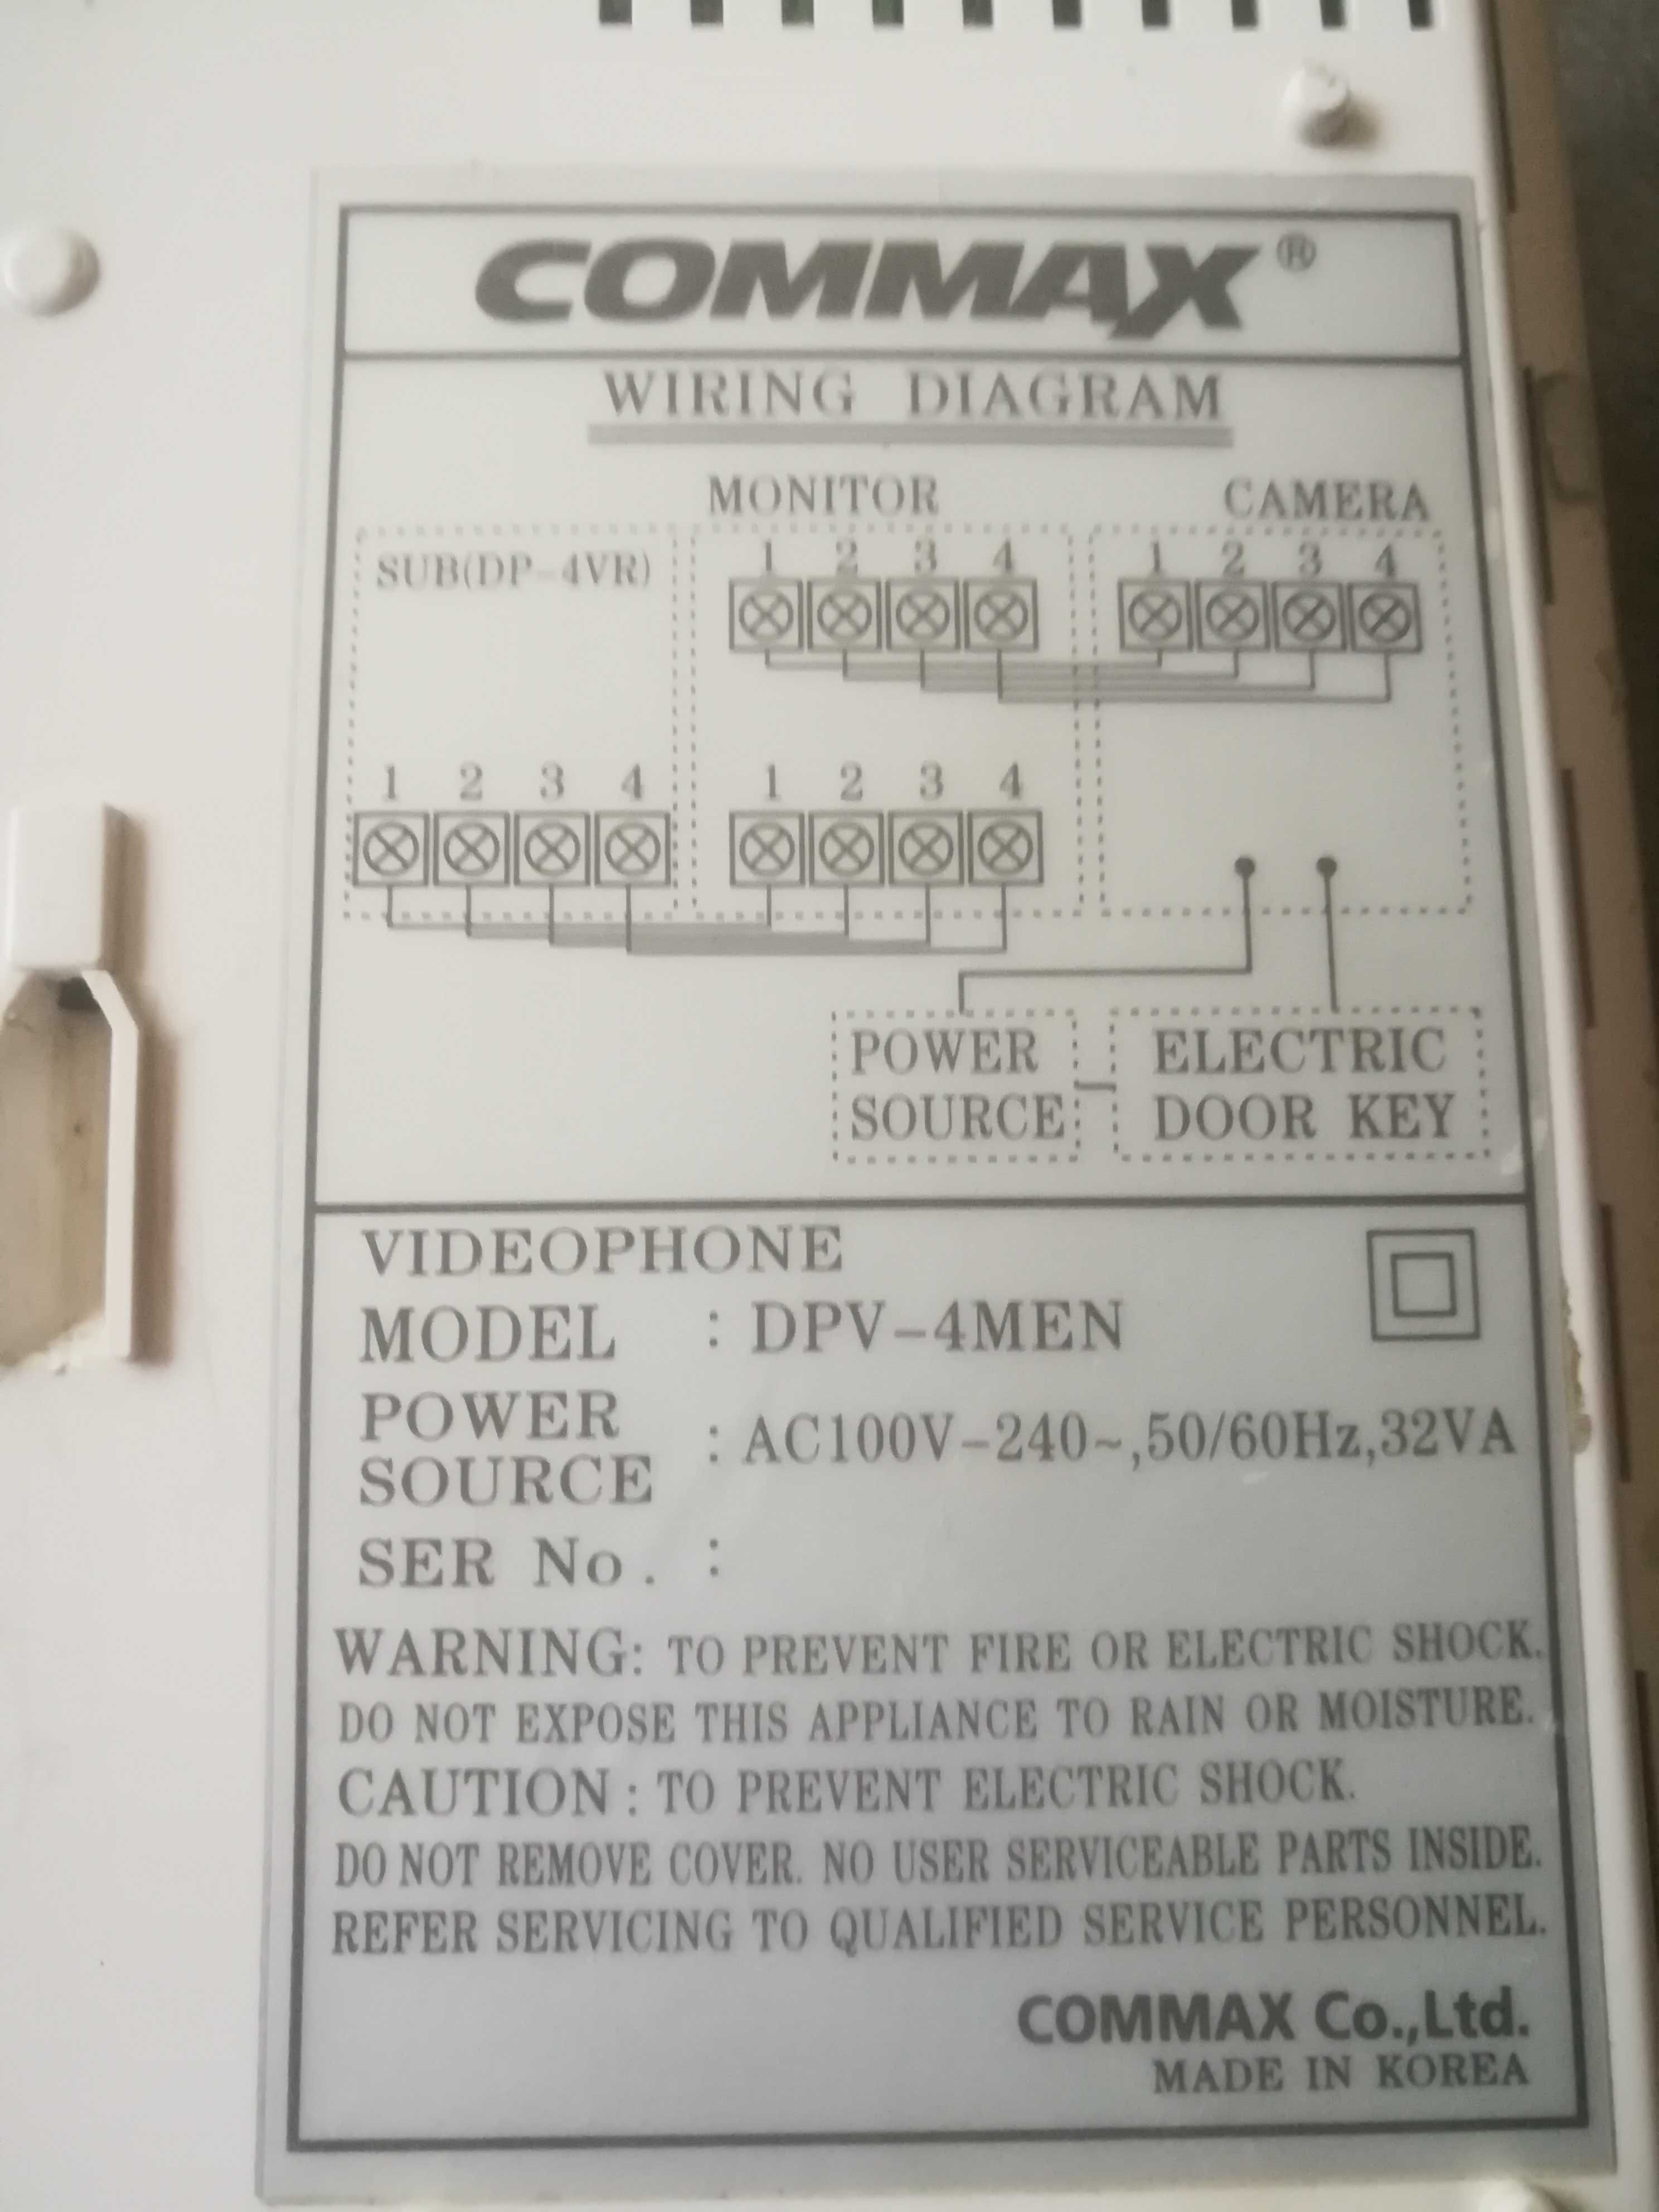 COMMAX®
WIRING DIAGRAM
MONITOR CAMERA
SUB(DP-4VR)
1 2 3 4 1 2 3 4
1 2 3 4 1 2 3 4
POWER SOURCE
ELECTRIC DOOR KEY
VIDEOPHONE
MODEL : DPV-4MEN
POWER SOURCE : AC100V-240~,50/60Hz,32VA
SER No. :
WARNING: TO PREVENT FIRE OR ELECTRIC SHOCK.
DO NOT EXPOSE THIS APPLIANCE TO RAIN OR MOISTURE.
CAUTION : TO PREVENT ELECTRIC SHOCK.
DO NOT REMOVE COVER. NO USER SERVICEABLE PARTS INSIDE.
REFER SERVICING TO QUALIFIED SERVICE PERSONNEL.
COMMAX Co.,Ltd.
MADE IN KOREA